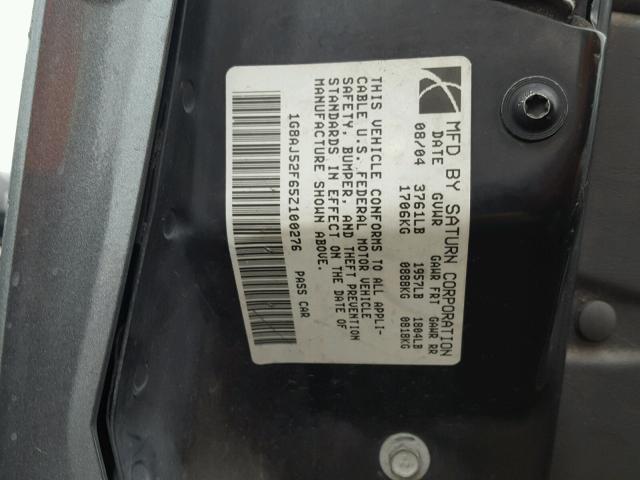 MFD BY SATURN CORPORATION
DATE GVWR GAWR FRT GAWR RR
08/04 3761LB 1957LB 1804LB
1706KG 0888KG 0818KG
THIS VEHICLE CONFORMS TO ALL APPLI-
CABLE U.S. FEDERAL MOTOR VEHICLE
SAFETY, BUMPER, AND THEFT PREVENTION
STANDARDS IN EFFECT ON THE DATE OF
MANUFACTURE SHOWN ABOVE.
1G8AJ52F65Z100276 PASS CAR